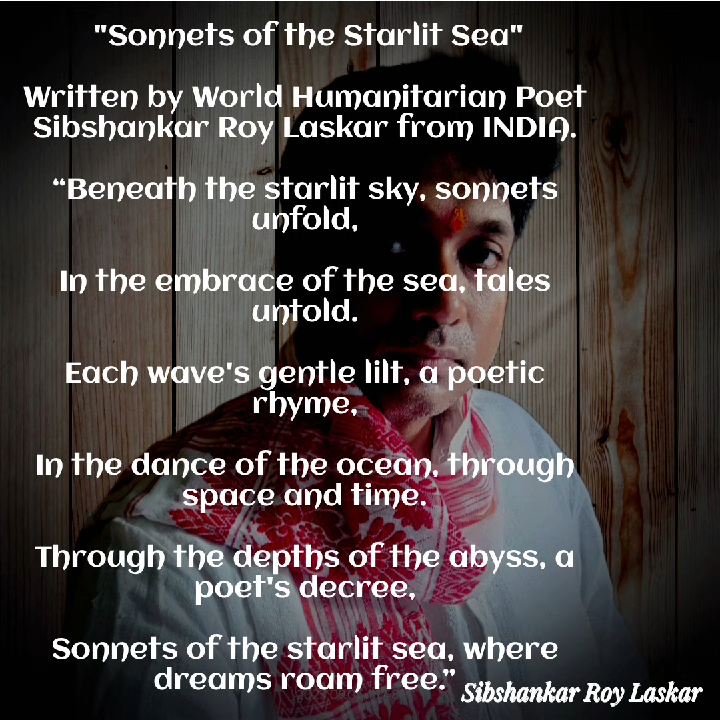 "Sonnets of the Starlit Sea"
Written by World Humanitarian Poet
Sibshankar Roy Laskar from INDIA.
“Beneath the starlit sky, sonnets
unfold,
In the embrace of the sea, tales
untold.
Each wave's gentle lilt, a poetic
rhyme,
In the dance of the ocean, through
space and time.
Through the depths of the abyss, a
poet's decree,
Sonnets of the starlit sea, where
dreams roam free.”
Sibshankar Roy Laskar